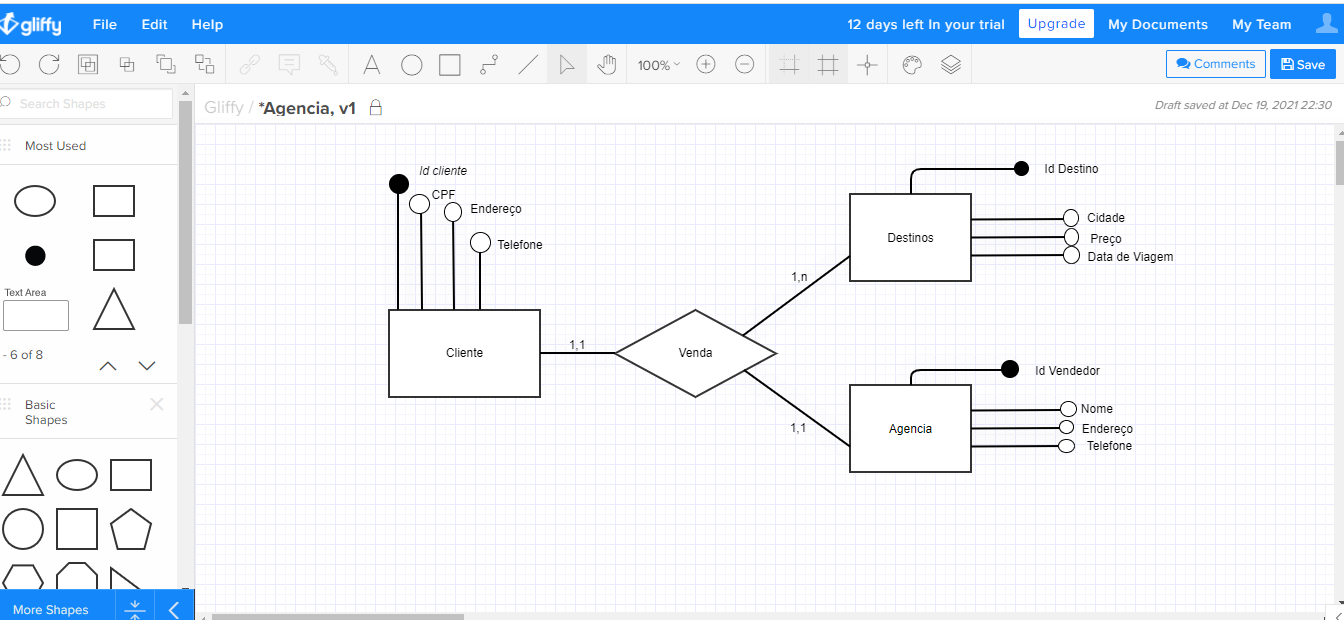 gliffy File Edit Help 12 days left In your trial Upgrade My Documents My Team
100% Comments Save
Search Shapes
Gliffy / *Agencia, v1
Draft saved at Dec 19, 2021 22:30
Most Used
Text Area
- 6 of 8
Basic
Shapes
More Shapes
Id cliente
CPF
Endereço
Telefone
Cliente
1,1
Venda
1,n
1,1
Id Destino
Destinos
Cidade
Preço
Data de Viagem
Id Vendedor
Agencia
Nome
Endereço
Telefone